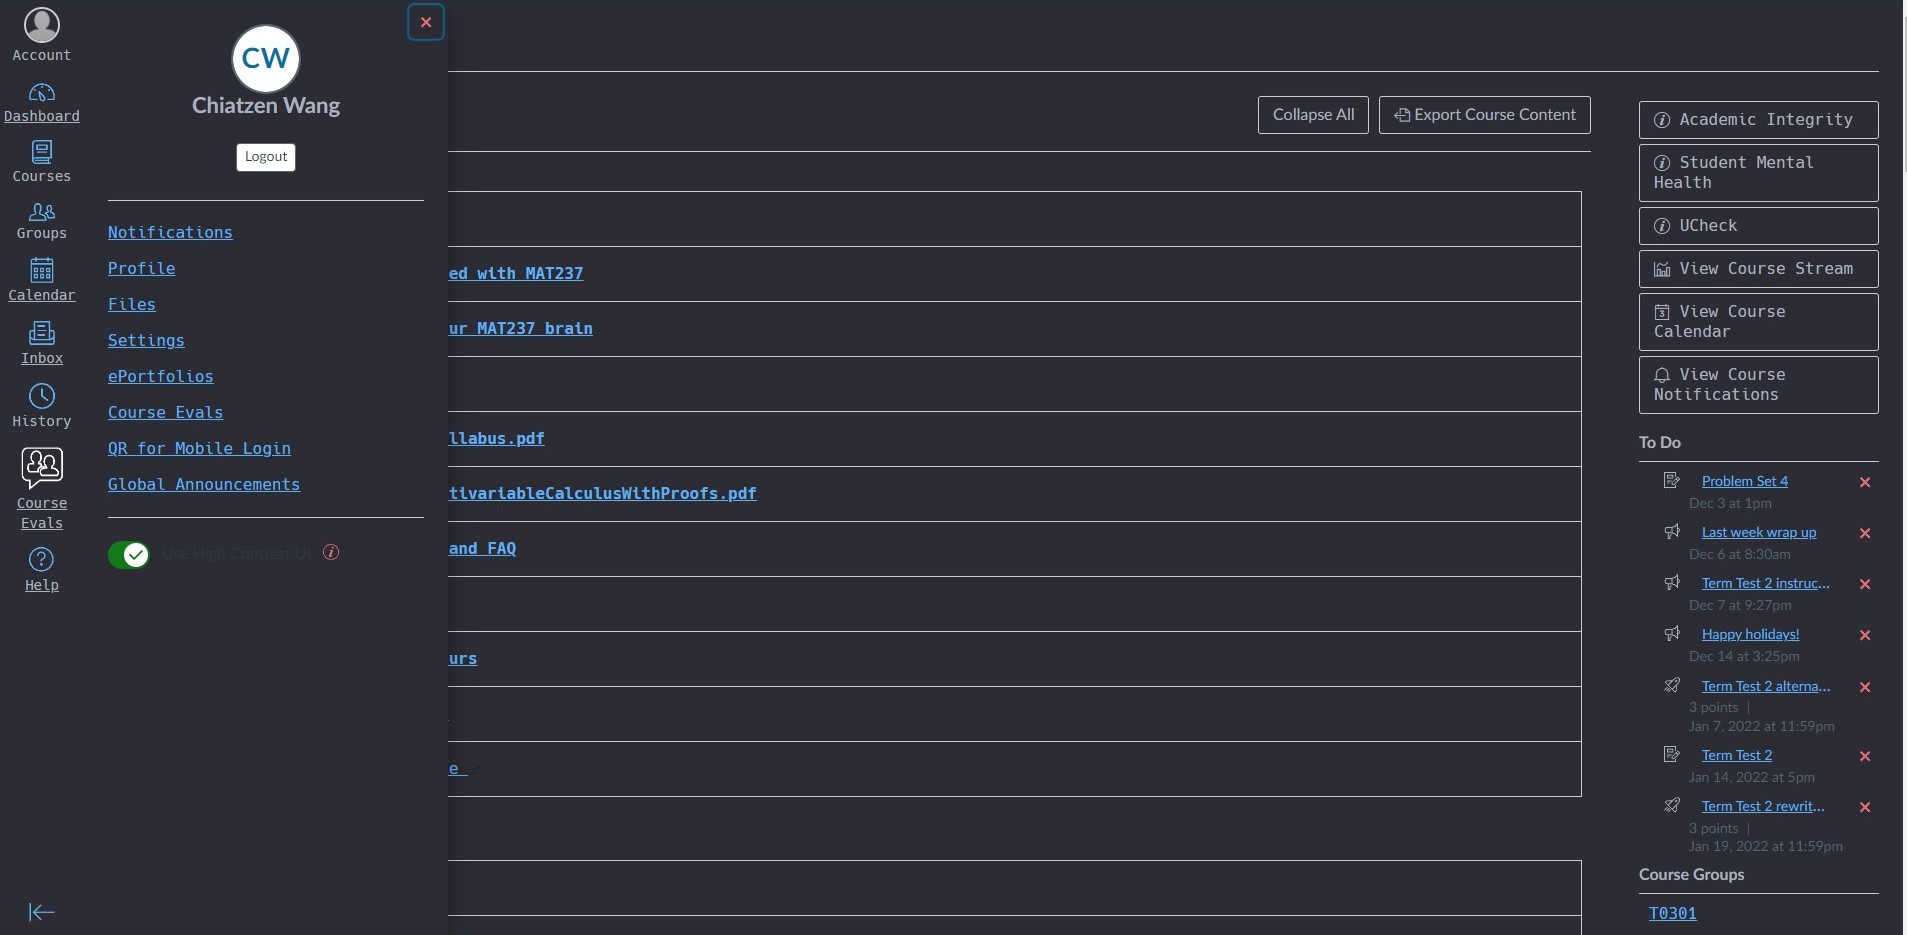 Account
Dashboard
Courses
Groups
Calendar
Inbox
History
Course
Evals
Help
CW
Chiatzen Wang
Logout
Notifications
Profile
Files
Settings
ePortfolios
Course Evals
QR for Mobile Login
Global Announcements
Use High Contrast UI
Collapse All
Export Course Content
ed with MAT237
ur MAT237 brain
llabus.pdf
tivariableCalculusWithProofs.pdf
and FAQ
urs
e
Academic Integrity
Student Mental
Health
UCheck
View Course Stream
View Course
Calendar
View Course
Notifications
To Do
Problem Set 4
Dec 3 at 1pm
Last week wrap up
Dec 6 at 8:30am
Term Test 2 instruc...
Dec 7 at 9:27pm
Happy holidays!
Dec 14 at 3:25pm
Term Test 2 alterna...
3 points |
Jan 7, 2022 at 11:59pm
Term Test 2
Jan 14, 2022 at 5pm
Term Test 2 rewrit...
3 points |
Jan 19, 2022 at 11:59pm
Course Groups
T0301